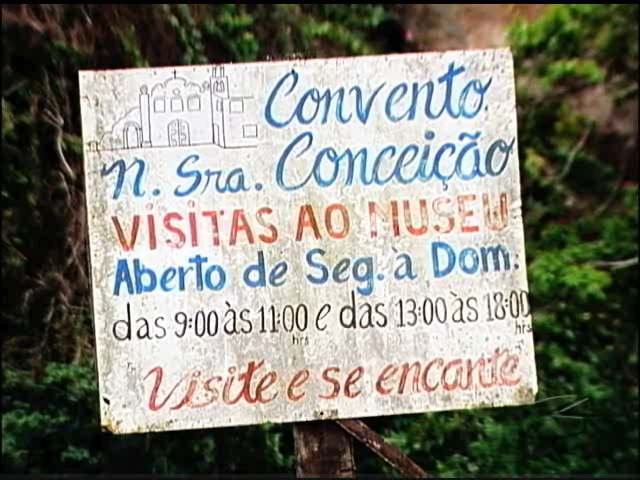 Convento
N. Sra. Conceição
VISITAS AO MUSEU
Aberto de Seg. à Dom.
das 9:00 às 11:00 hrs e das 13:00 às 18:00 hrs
Visite e se encante